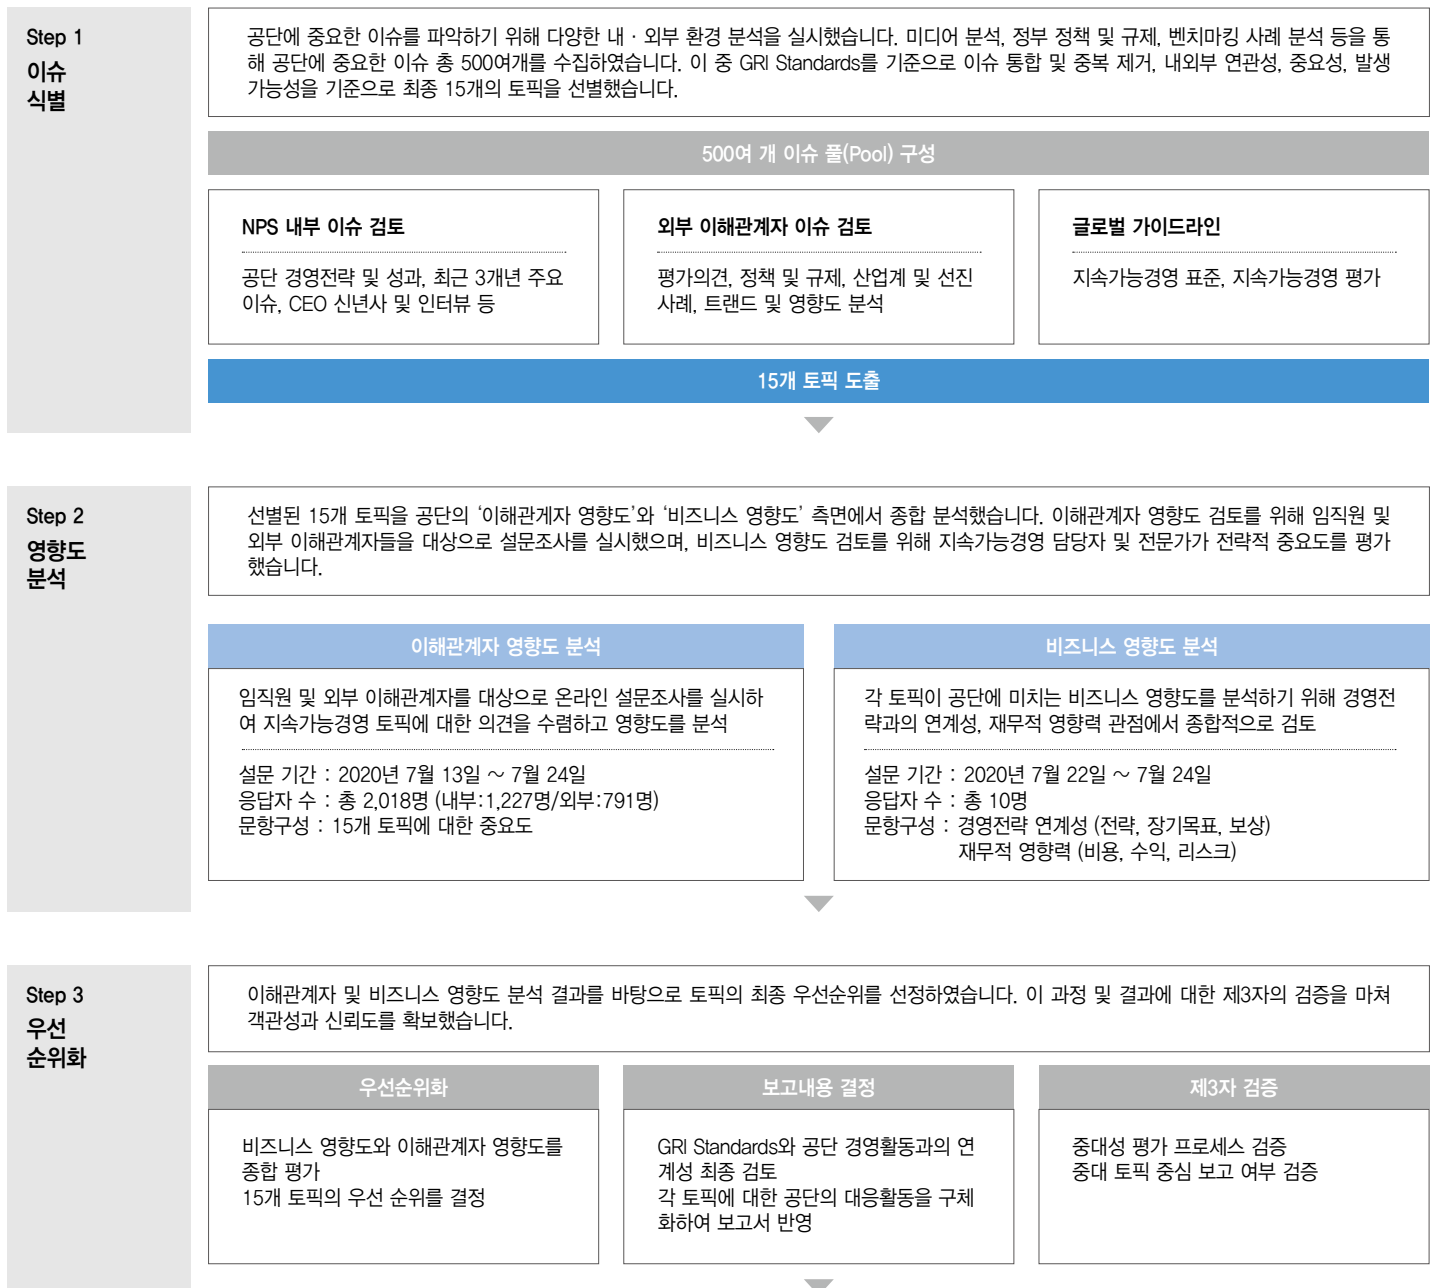 Step 1
이슈
식별
공단에 중요한 이슈를 파악하기 위해 다양한 내 · 외부 환경 분석을 실시했습니다. 미디어 분석, 정부 정책 및 규제, 벤치마킹 사례 분석 등을 통
해 공단에 중요한 이슈 총 500여개를 수집하였습니다. 이 중 GRI Standards를 기준으로 이슈 통합 및 중복 제거, 내외부 연관성, 중요성, 발생
가능성을 기준으로 최종 15개의 토픽을 선별했습니다.
500여 개 이슈 풀(Pool) 구성
NPS 내부 이슈 검토
공단 경영전략 및 성과, 최근 3개년 주요
이슈, CEO 신년사 및 인터뷰 등
외부 이해관계자 이슈 검토
평가의견, 정책 및 규제, 산업계 및 선진
사례, 트랜드 및 영향도 분석
글로벌 가이드라인
지속가능경영 표준, 지속가능경영 평가
15개 토픽 도출
Step 2
영향도
분석
선별된 15개 토픽을 공단의 ‘이해관게자 영향도’와 ‘비즈니스 영향도’ 측면에서 종합 분석했습니다. 이해관계자 영향도 검토를 위해 임직원 및
외부 이해관계자들을 대상으로 설문조사를 실시했으며, 비즈니스 영향도 검토를 위해 지속가능경영 담당자 및 전문가가 전략적 중요도를 평가
했습니다.
이해관계자 영향도 분석
임직원 및 외부 이해관계자를 대상으로 온라인 설문조사를 실시하
여 지속가능경영 토픽에 대한 의견을 수렴하고 영향도를 분석
설문 기간 : 2020년 7월 13일 ~ 7월 24일
응답자 수 : 총 2,018명 (내부:1,227명/외부:791명)
문항구성 : 15개 토픽에 대한 중요도
비즈니스 영향도 분석
각 토픽이 공단에 미치는 비즈니스 영향도를 분석하기 위해 경영전
략과의 연계성, 재무적 영향력 관점에서 종합적으로 검토
설문 기간 : 2020년 7월 22일 ~ 7월 24일
응답자 수 : 총 10명
문항구성 : 경영전략 연계성 (전략, 장기목표, 보상)
재무적 영향력 (비용, 수익, 리스크)
Step 3
우선
순위화
이해관계자 및 비즈니스 영향도 분석 결과를 바탕으로 토픽의 최종 우선순위를 선정하였습니다. 이 과정 및 결과에 대한 제3자의 검증을 마쳐
객관성과 신뢰도를 확보했습니다.
우선순위화
비즈니스 영향도와 이해관계자 영향도를
종합 평가
15개 토픽의 우선 순위를 결정
보고내용 결정
GRI Standards와 공단 경영활동과의 연
계성 최종 검토
각 토픽에 대한 공단의 대응활동을 구체
화하여 보고서 반영
제3자 검증
중대성 평가 프로세스 검증
중대 토픽 중심 보고 여부 검증